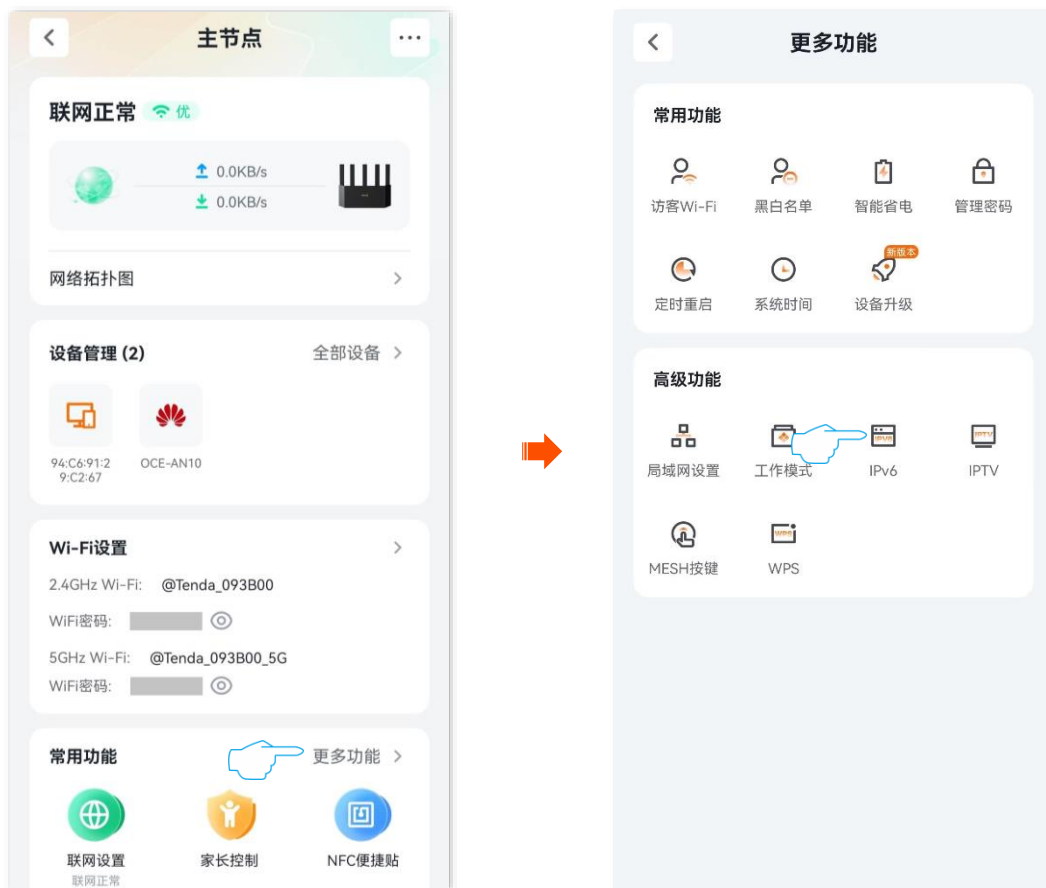 主节点
联网正常 优
0.0KB/s
0.0KB/s
网络拓扑图
设备管理 (2) 全部设备
94:C6:91:2
9:C2:67
OCE-AN10
Wi-Fi设置
2.4GHz Wi-Fi: @Tenda_093B00
WiFi密码:
5GHz Wi-Fi: @Tenda_093B00_5G
WiFi密码:
常用功能 更多功能
联网设置 家长控制 NFC便捷贴
联网正常
更多功能
常用功能
访客Wi-Fi 黑白名单 智能省电 管理密码
新版本
定时重启 系统时间 设备升级
高级功能
IPV6 IPTV
局域网设置 工作模式 IPv6 IPTV
WPS
MESH按键 WPS